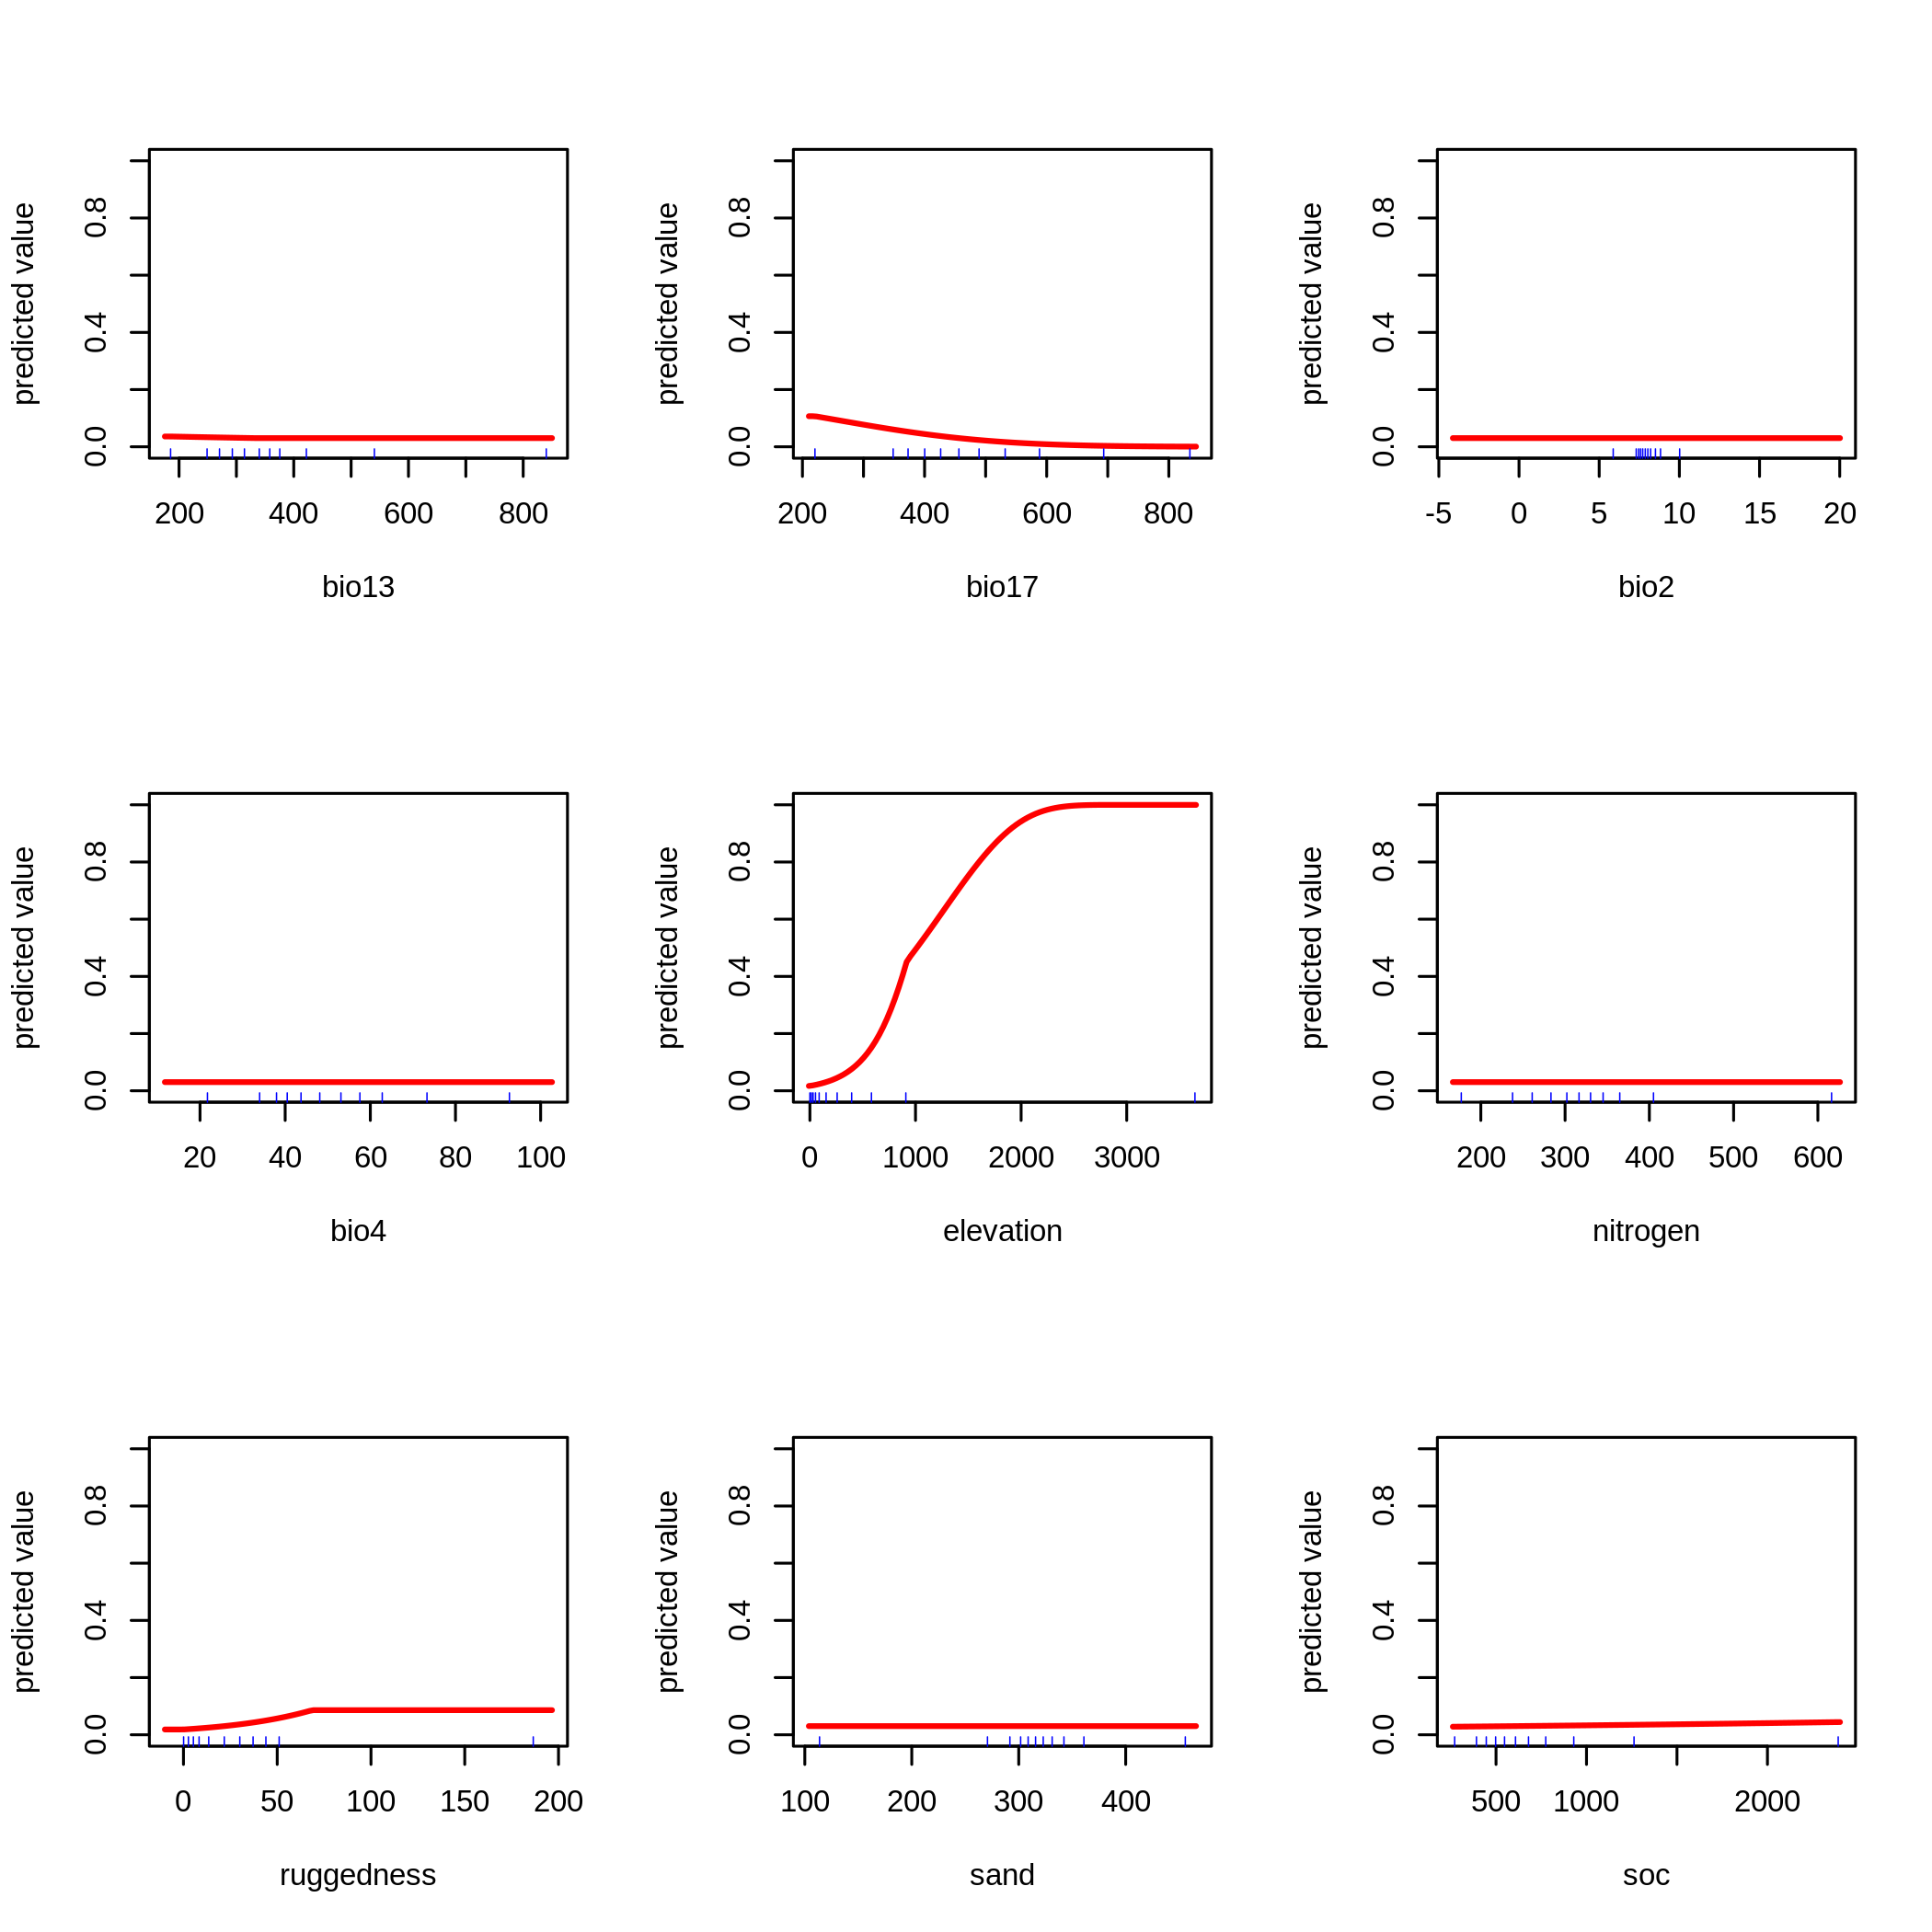 predicted value
0.0 0.4 0.8
200 400 600 800
bio13
predicted value
0.0 0.4 0.8
200 400 600 800
bio17
predicted value
0.0 0.4 0.8
-5 0 5 10 15 20
bio2
predicted value
0.0 0.4 0.8
20 40 60 80 100
bio4
predicted value
0.0 0.4 0.8
0 1000 2000 3000
elevation
predicted value
0.0 0.4 0.8
200 300 400 500 600
nitrogen
predicted value
0.0 0.4 0.8
0 50 100 150 200
ruggedness
predicted value
0.0 0.4 0.8
100 200 300 400
sand
predicted value
0.0 0.4 0.8
500 1000 2000
soc